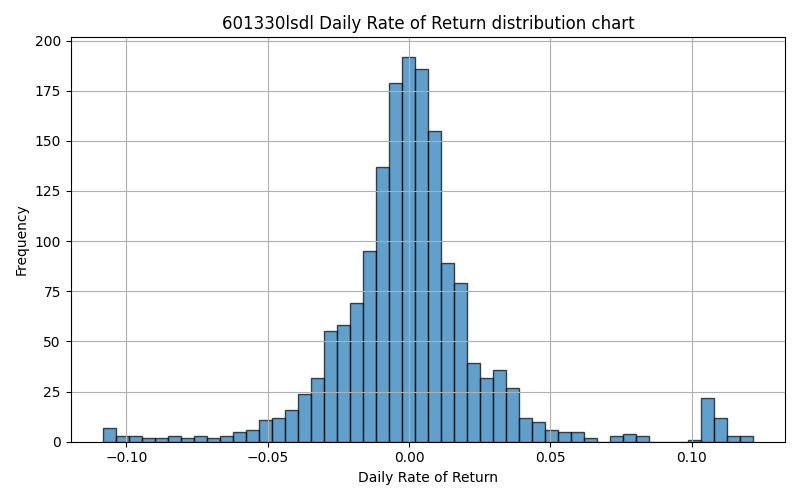 601330lsdl Daily Rate of Return distribution chart
200
175
150
125
100
75
50
25
0
Frequency
−0.10 −0.05 0.00 0.05 0.10
Daily Rate of Return